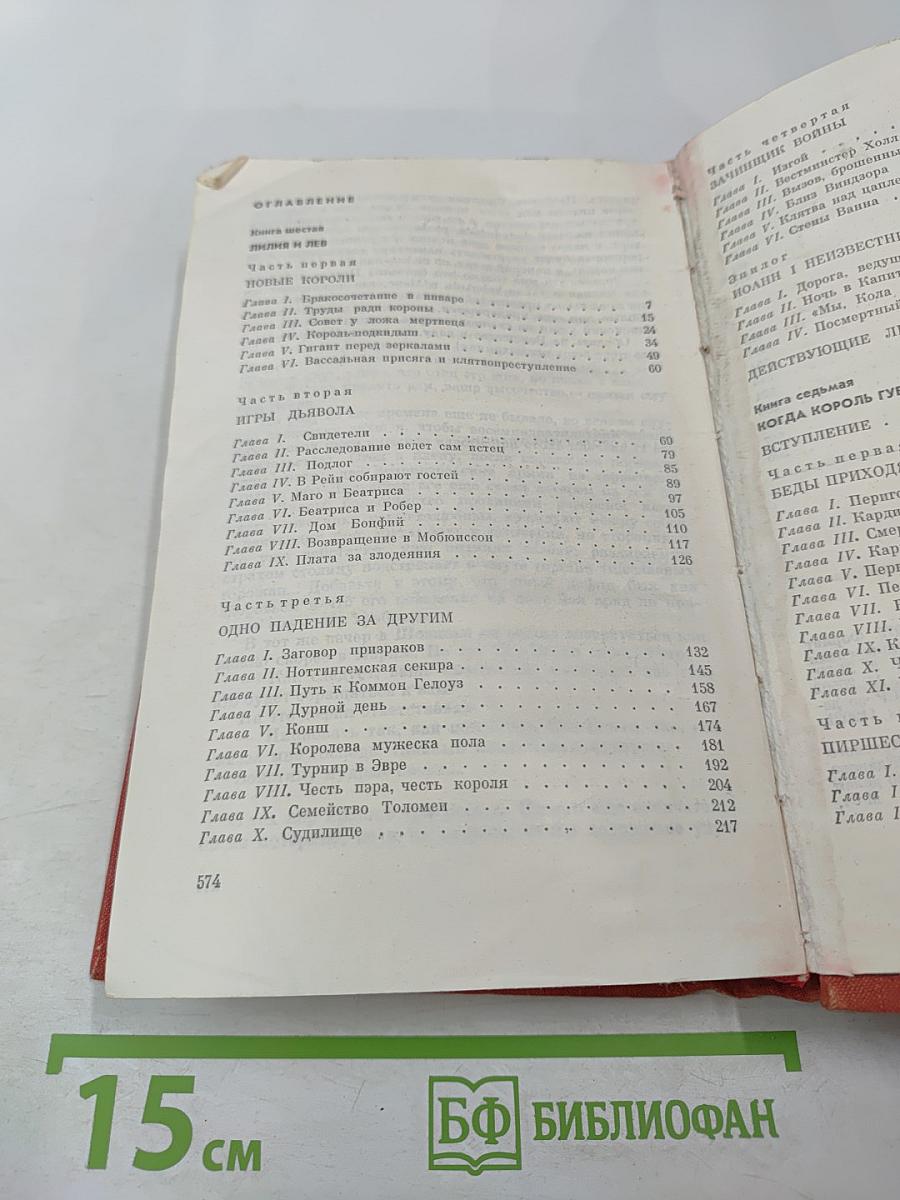 ОГЛАВЛЕНИЕ
Книга шестая
ЛИЛИЯ И ЛЕВ
Часть первая
НОВЫЕ КОРОЛИ
Глава I. Бракосочетание в январе . . . . . . . . . . . . 7
Глава II. Труды ради короны . . . . . . . . . . . . 15
Глава III. Совет у ложа мертвеца . . . . . . . . . . . . 24
Глава IV. Король-подкидыш . . . . . . . . . . . . 34
Глава V. Гигант перед зеркалами . . . . . . . . . . . . 49
Глава VI. Вассальная присяга и клятвопреступление . . . 60
Часть вторая
ИГРЫ ДЬЯВОЛА
Глава I. Свидетели . . . . . . . . . . . . 69
Глава II. Расследование ведет сам истец . . . . . . . . . 79
Глава III. Подлог . . . . . . . . . . . . 85
Глава IV. В Рейи собирают гостей . . . . . . . . . . . . 89
Глава V. Маго и Беатриса . . . . . . . . . . . . 97
Глава VI. Беатриса и Робер . . . . . . . . . . . . 105
Глава VII. Дом Бонфий . . . . . . . . . . . . 110
Глава VIII. Возвращение в Мобюиссон . . . . . . . . . 117
Глава IX. Плата за злодеяния . . . . . . . . . . . . 126
Часть третья
ОДНО ПАДЕНИЕ ЗА ДРУГИМ
Глава I. Заговор призраков . . . . . . . . . . . . 132
Глава II. Ноттингемская секира . . . . . . . . . . . . 145
Глава III. Путь к Коммон Гелоуз . . . . . . . . . . . 158
Глава IV. Дурной день . . . . . . . . . . . . 167
Глава V. Конш . . . . . . . . . . . . 174
Глава VI. Королева мужеска пола . . . . . . . . . . 181
Глава VII. Турнир в Эвре . . . . . . . . . . . . 192
Глава VIII. Честь пэра, честь короля . . . . . . . . . 204
Глава IX. Семейство Толомеи . . . . . . . . . . . 212
Глава X. Судилище . . . . . . . . . . . . 217
574
Часть четвертая
ЗАЧИНЩИК ВОЙНЫ
Глава I. Изгой . . . .
Глава II. Вестминстер Холл
Глава III. Вызов, брошенны
Глава IV. Близ Виндзора
Глава V. Клятва над цапле
Глава VI. Стены Ванна .
Эпилог
ИОАНН I НЕИЗВЕСТН
Глава I. Дорога, ведущ
Глава II. Ночь в Капит
Глава III. «Мы, Кола
Глава IV. Посмертный
ДЕЙСТВУЮЩИЕ Л
Книга седьмая
КОГДА КОРОЛЬ ГУБ
ВСТУПЛЕНИЕ .
Часть перва
БЕДЫ ПРИХОД
Глава I. Периг
Глава II. Карди
Глава III. Смер
Глава IV. Кар
Глава V. Перв
Глава VI. Пе
Глава VII.
Глава VIII.
Глава IX. К
Глава X. Ч
Глава XI.
Часть
ПИРШЕС
Глава I.
Глава I
Глава I
15 см
БФ БИБЛИОФАН